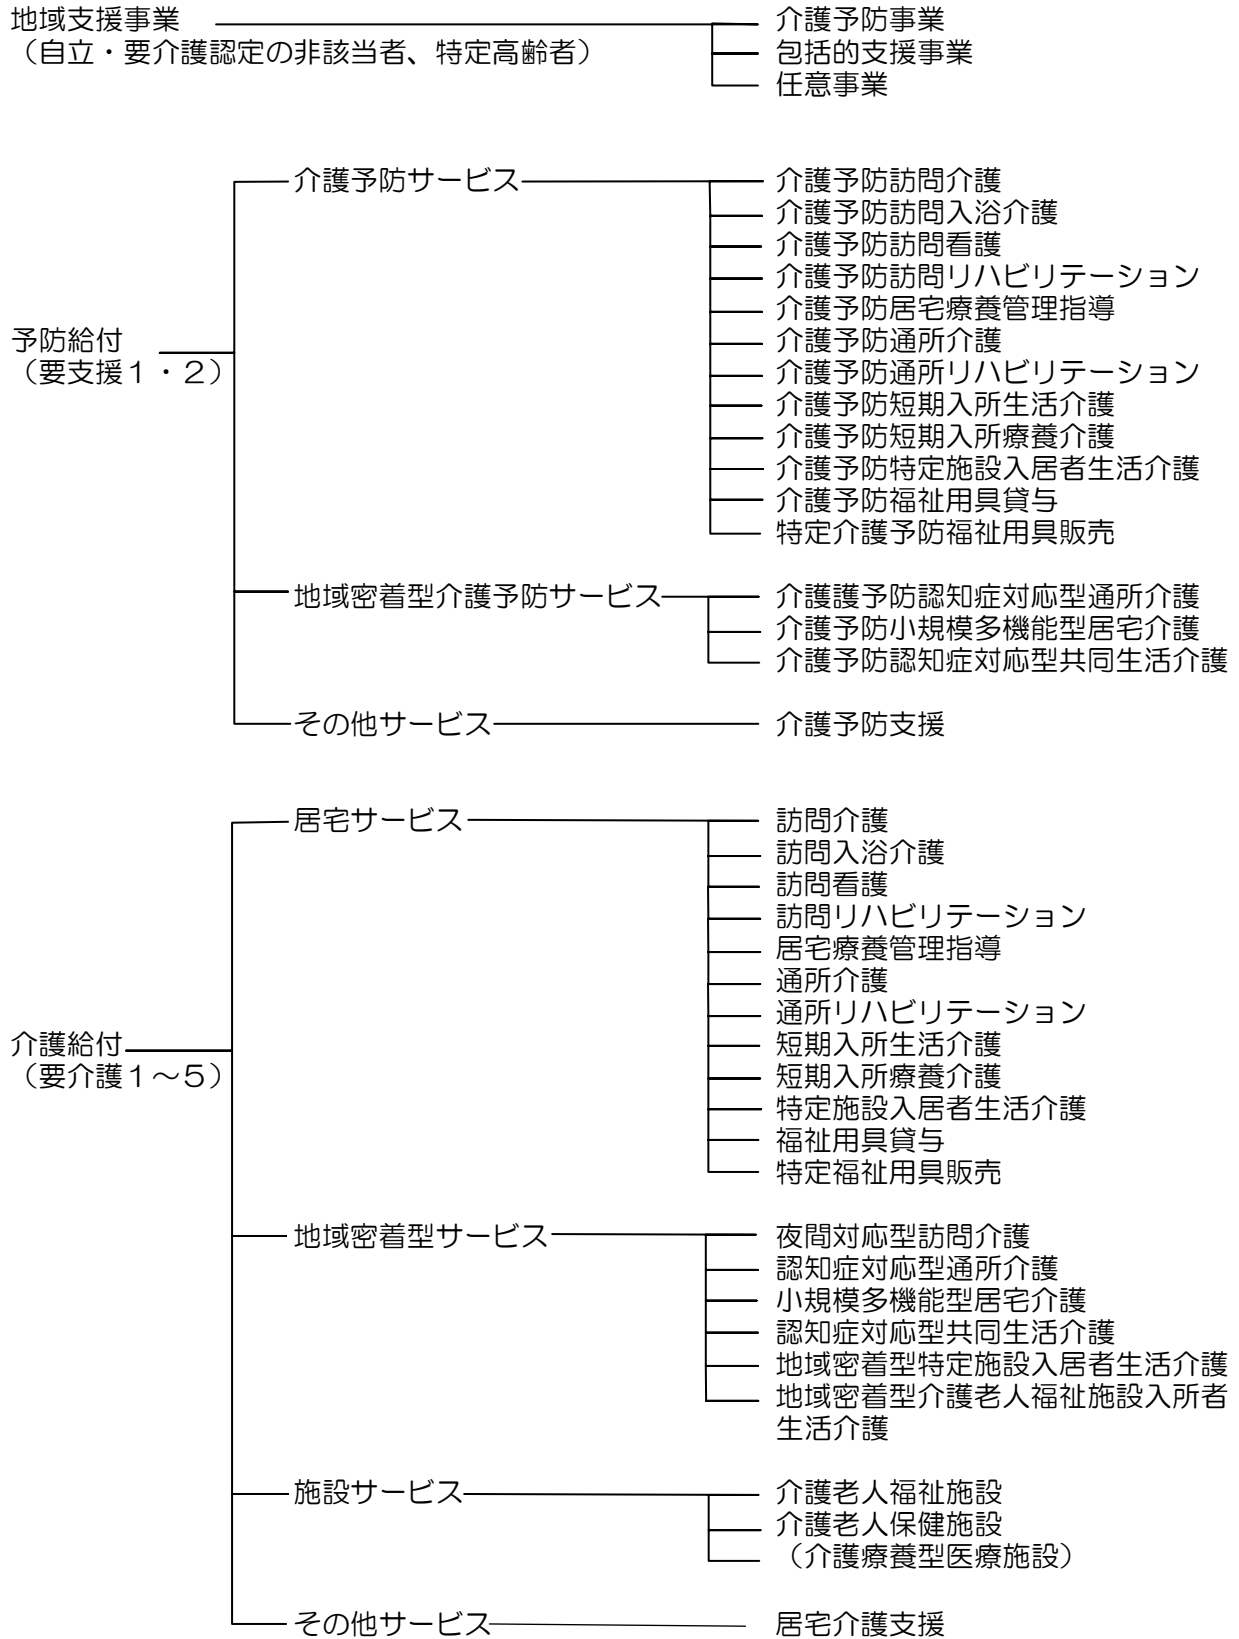 地域支援事業
（自立・要介護認定の非該当者、特定高齢者）
介護予防事業
包括的支援事業
任意事業
予防給付
（要支援１・２）
介護予防サービス
介護予防訪問介護
介護予防訪問入浴介護
介護予防訪問看護
介護予防訪問リハビリテーション
介護予防居宅療養管理指導
介護予防通所介護
介護予防通所リハビリテーション
介護予防短期入所生活介護
介護予防短期入所療養介護
介護予防特定施設入居者生活介護
介護予防福祉用具貸与
特定介護予防福祉用具販売
地域密着型介護予防サービス
介護護予防認知症対応型通所介護
介護予防小規模多機能型居宅介護
介護予防認知症対応型共同生活介護
その他サービス
介護予防支援
介護給付
（要介護１～５）
居宅サービス
訪問介護
訪問入浴介護
訪問看護
訪問リハビリテーション
居宅療養管理指導
通所介護
通所リハビリテーション
短期入所生活介護
短期入所療養介護
特定施設入居者生活介護
福祉用具貸与
特定福祉用具販売
地域密着型サービス
夜間対応型訪問介護
認知症対応型通所介護
小規模多機能型居宅介護
認知症対応型共同生活介護
地域密着型特定施設入居者生活介護
地域密着型介護老人福祉施設入所者
生活介護
施設サービス
介護老人福祉施設
介護老人保健施設
（介護療養型医療施設）
その他サービス
居宅介護支援